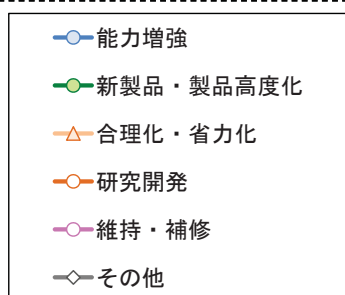 能力増強
新製品・製品高度化
合理化・省力化
研究開発
維持・補修
その他